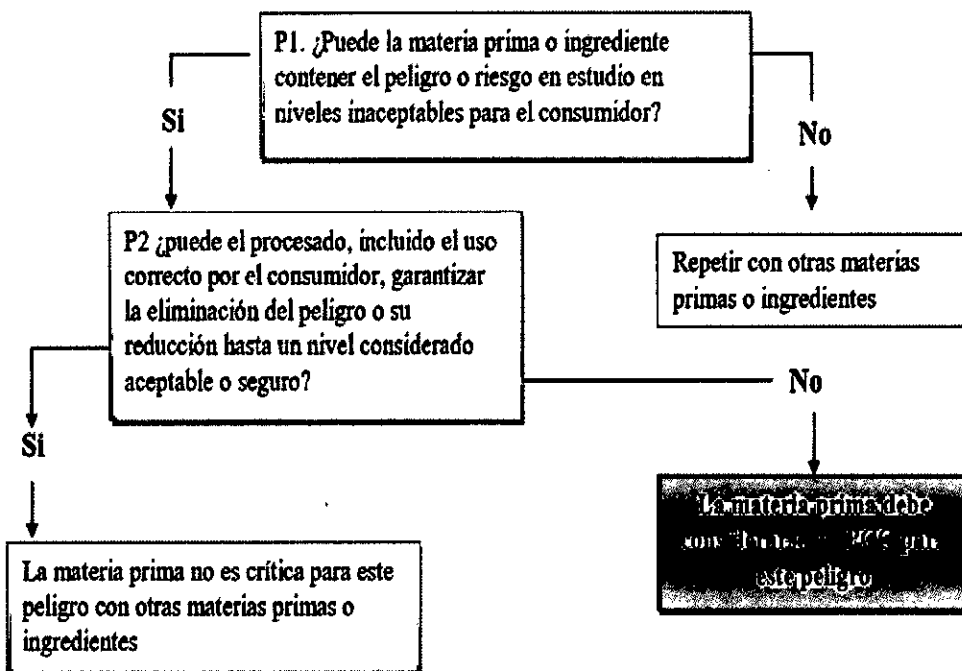 P1. ¿Puede la materia prima o ingrediente
contener el peligro o riesgo en estudio en
niveles inaceptables para el consumidor?
Si
No
P2 ¿puede el procesado, incluido el uso
correcto por el consumidor, garantizar
la eliminación del peligro o su
reducción hasta un nivel considerado
aceptable o seguro?
Repetir con otras materias
primas o ingredientes
Si
No
La materia prima debe
este peligro
La materia prima no es crítica para este
peligro con otras materias primas o
ingredientes